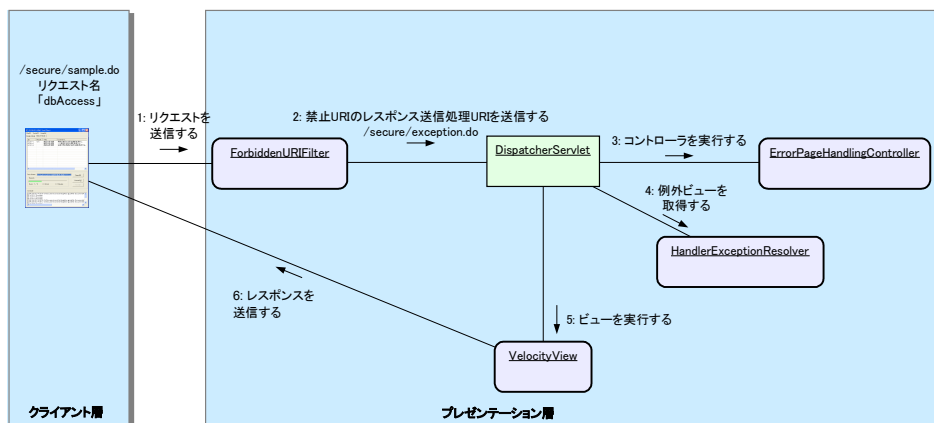 /secure/sample.do
リクエスト名
「dbAccess」
1: リクエストを
送信する
2: 禁止URIのレスポンス送信処理URIを送信する
/secure/exception.do
ForbiddenURIFilter
DispatcherServlet
3: コントローラを実行する
ErrorPageHandlingController
4: 例外ビューを
取得する
HandlerExceptionResolver
6: レスポンスを
送信する
5: ビューを実行する
VelocityView
クライアント層
プレゼンテーション層